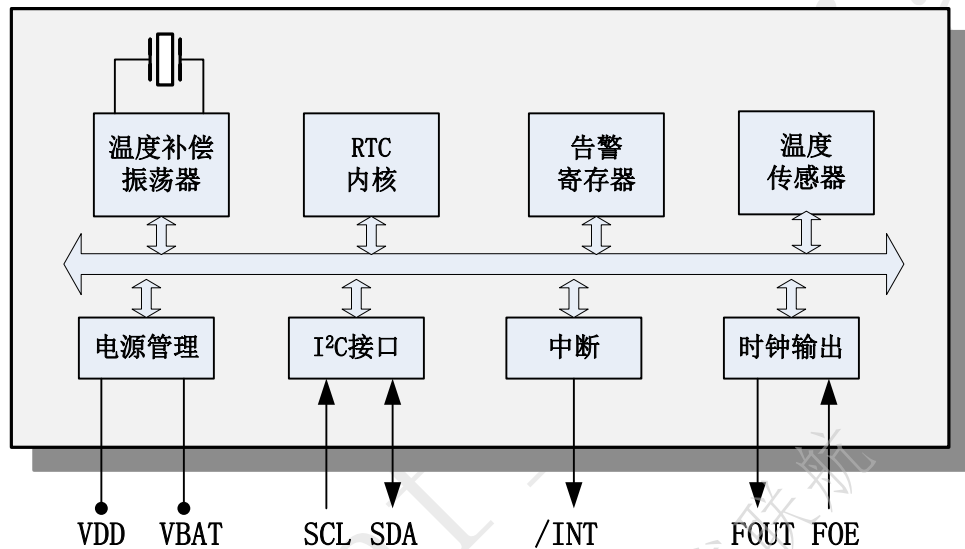 温度补偿
振荡器
RTC
内核
告警
寄存器
温度
传感器
电源管理
I²C接口
中断
时钟输出
VDD
VBAT
SCL
SDA
/INT
FOUT
FOE
联航